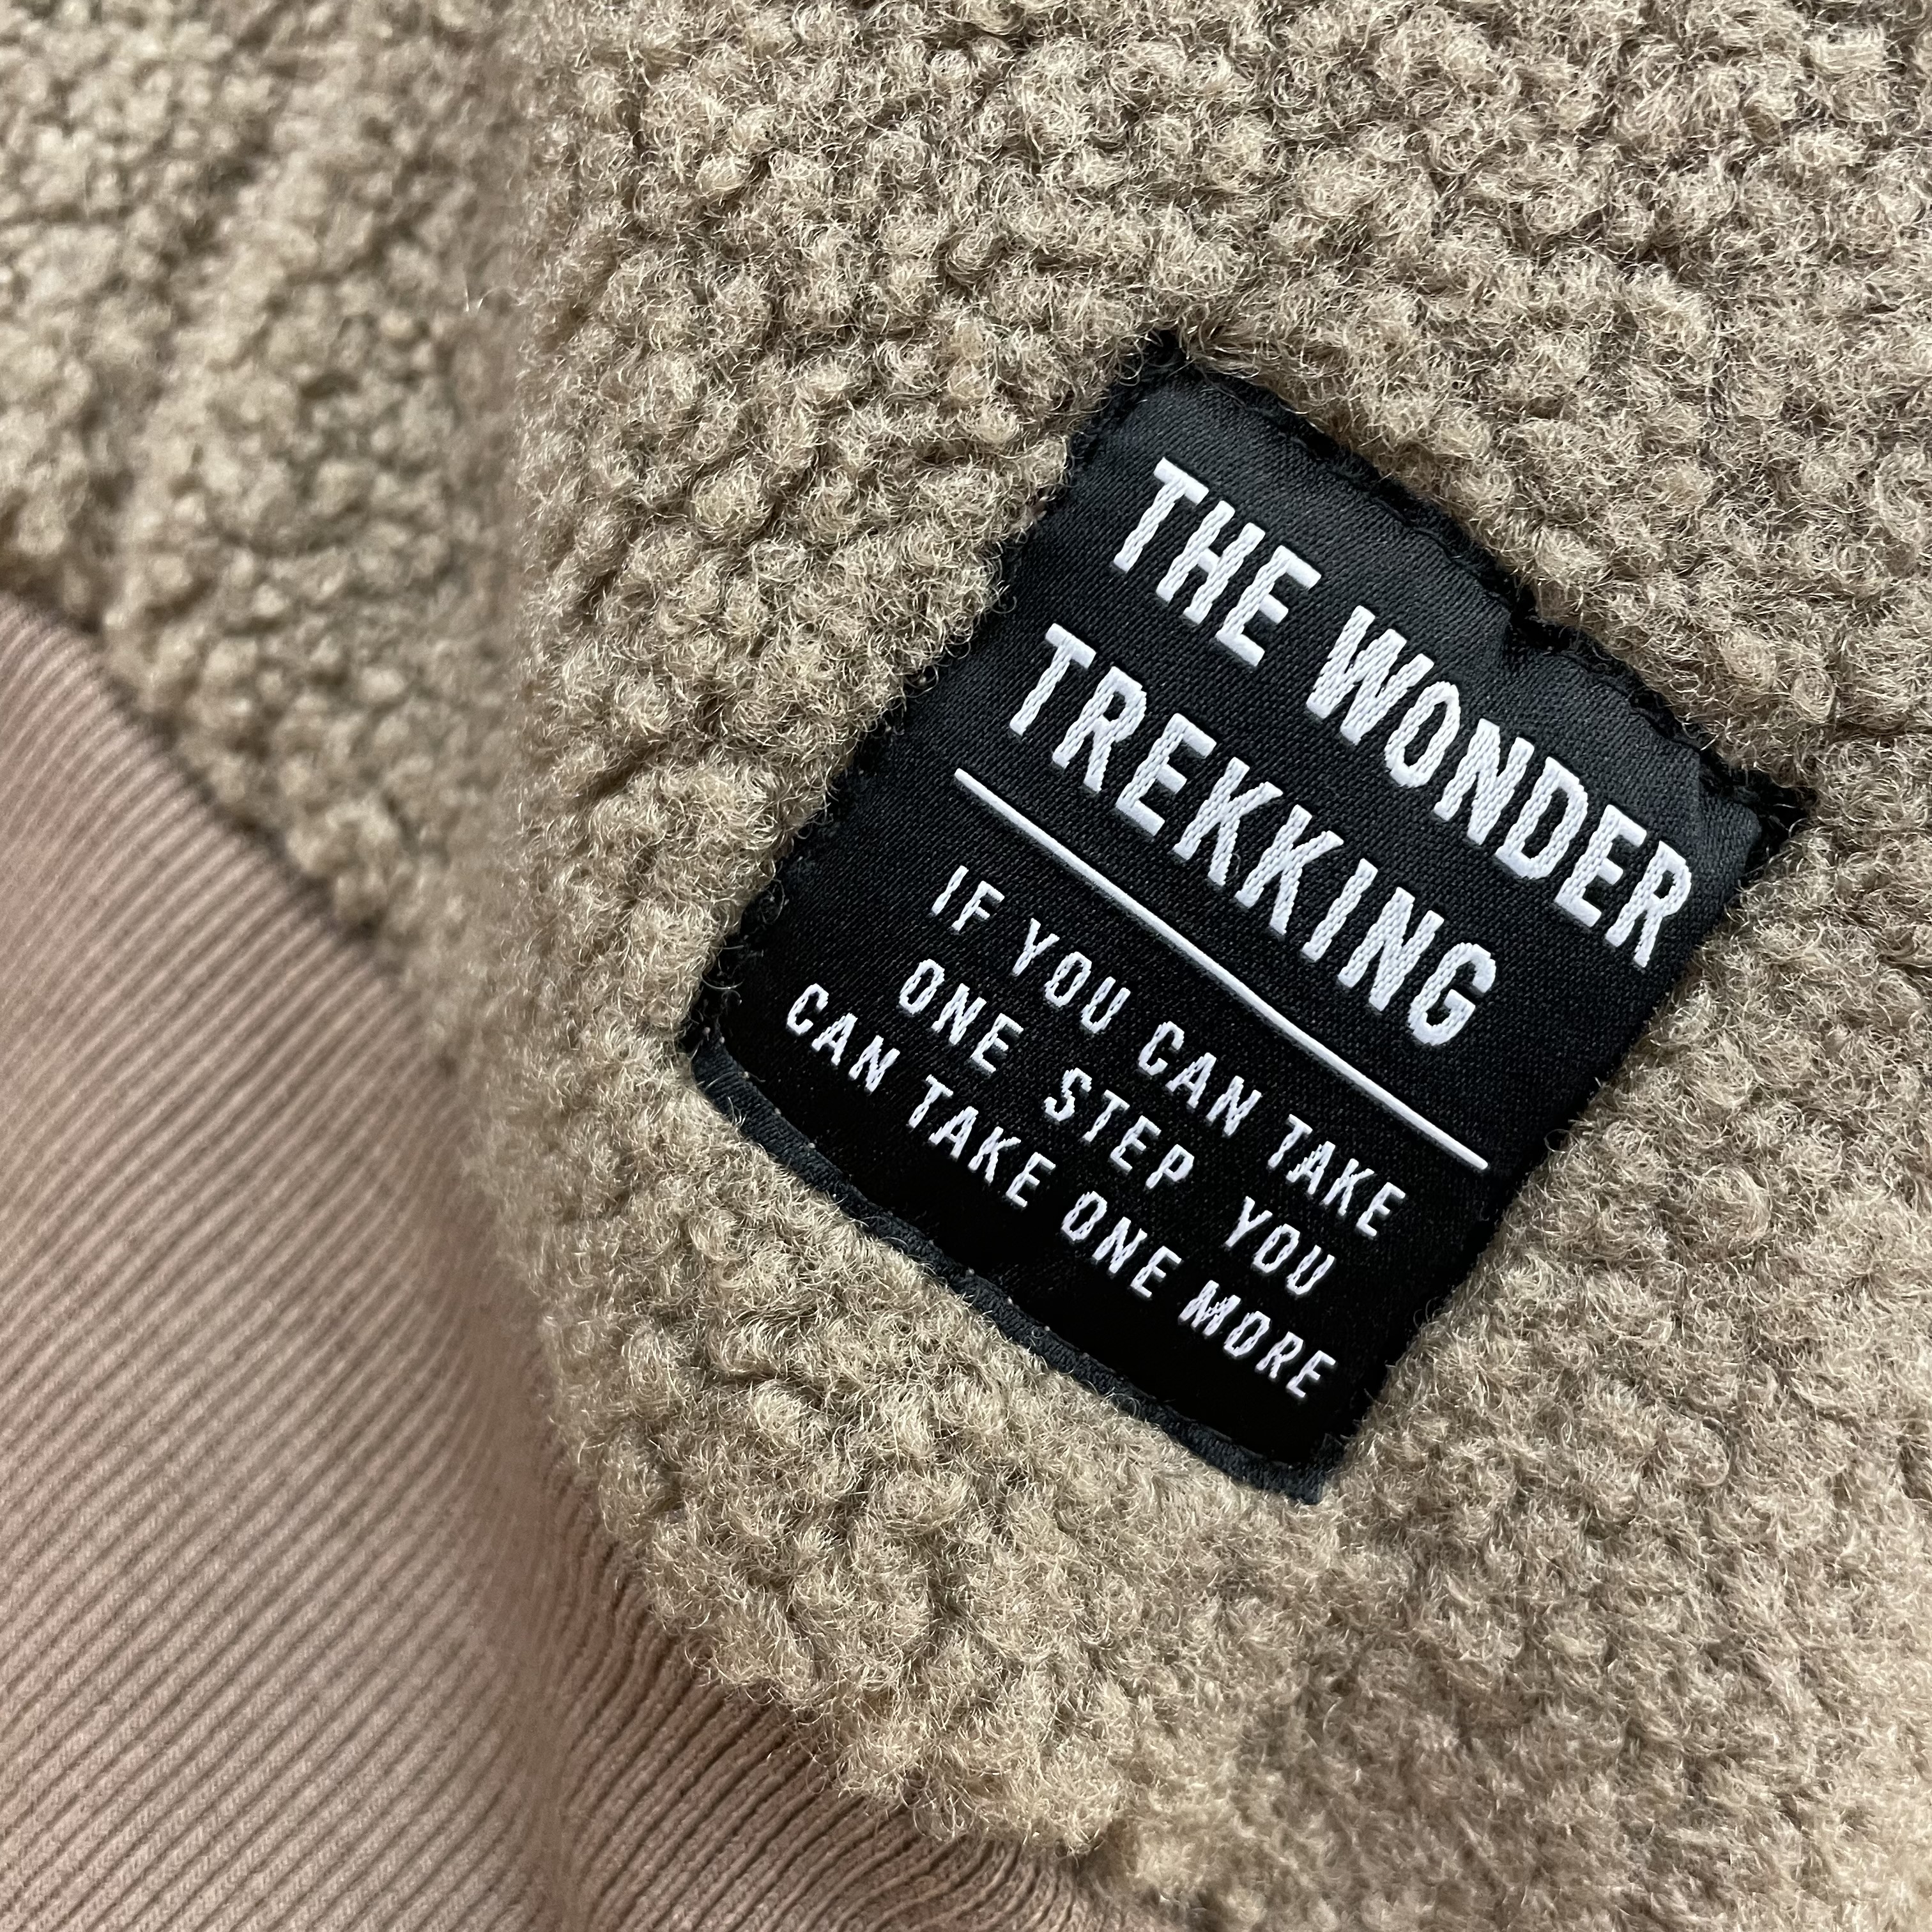 THE WONDER
TREKKING
IF YOU CAN TAKE
ONE STEP YOU
CAN TAKE ONE MORE